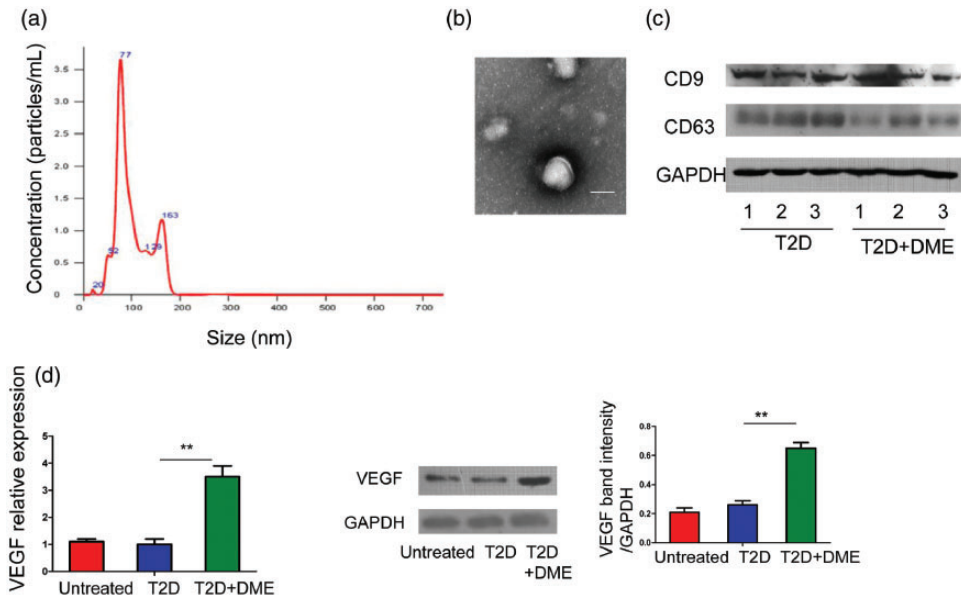 (a)
Concentration (particles/mL)
3.5
3.0
2.5
2.0
1.5
1.0
0.5
0
77
163
129
52
20
0
100
200
300
400
500
600
700
Size (nm)
(b)
(c)
CD9
CD63
GAPDH
1 2 3 1 2 3
T2D T2D+DME
(d)
VEGF relative expression
5
4
3
2
1
0
**
Untreated T2D T2D+DME
VEGF
GAPDH
Untreated T2D T2D
+DME
VEGF band intensity
/GAPDH
0.8
0.6
0.4
0.2
0.0
**
Untreated T2D T2D+DME